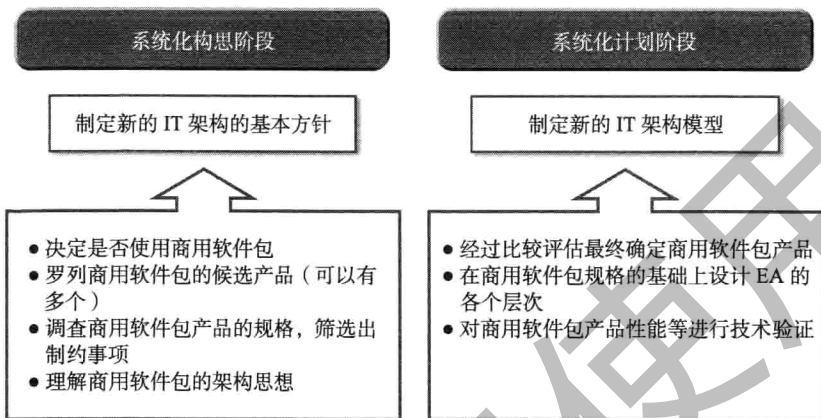 系统化构思阶段
制定新的 IT 架构的基本方针
● 决定是否使用商用软件包
● 罗列商用软件包的候选产品（可以有
多个）
● 调查商用软件包产品的规格，筛选出
制约事项
● 理解商用软件包的架构思想
系统化计划阶段
制定新的 IT 架构模型
● 经过比较评估最终确定商用软件包产品
● 在商用软件包规格的基础上设计 EA 的
各个层次
● 对商用软件包产品性能等进行技术验证
使用